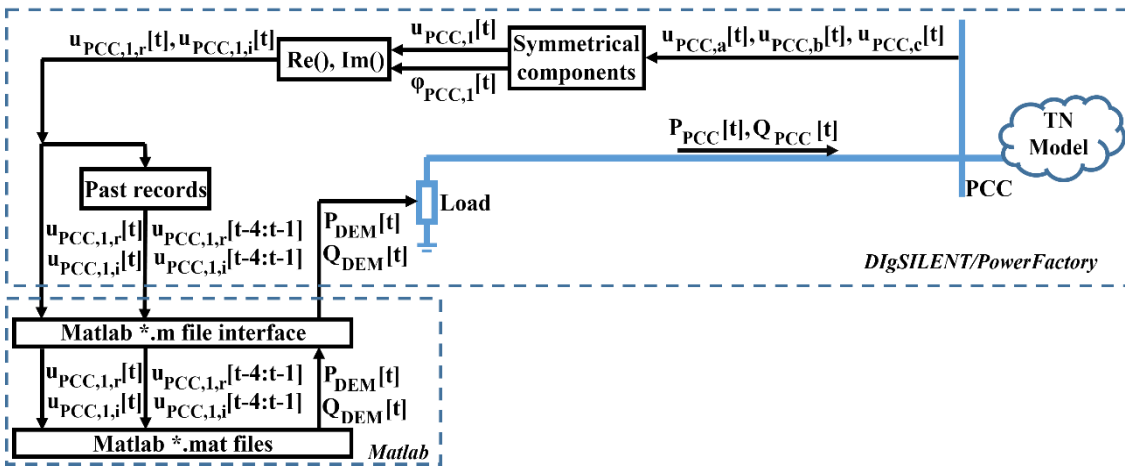 u_PCC,1,r[t], u_PCC,1,i[t]
Re(), Im()
u_PCC,1[t]
φ_PCC,1[t]
Symmetrical
components
u_PCC,a[t], u_PCC,b[t], u_PCC,c[t]
P_PCC[t], Q_PCC[t]
TN
Model
PCC
Past records
Load
u_PCC,1,r[t]
u_PCC,1,i[t]
u_PCC,1,r[t-4:t-1]
u_PCC,1,i[t-4:t-1]
P_DEM[t]
Q_DEM[t]
DIgSILENT/PowerFactory
Matlab *.m file interface
u_PCC,1,r[t]
u_PCC,1,i[t]
u_PCC,1,r[t-4:t-1]
u_PCC,1,i[t-4:t-1]
P_DEM[t]
Q_DEM[t]
Matlab *.mat files
Matlab